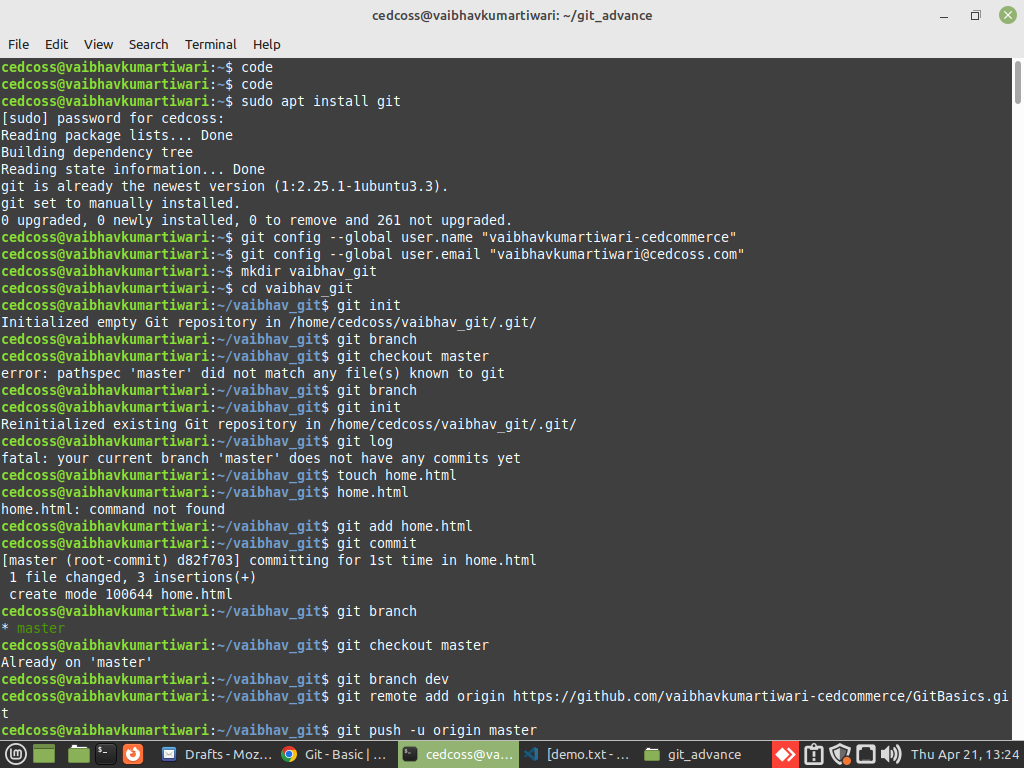 cedcoss@vaibhavkumartiwari: ~/git_advance
File Edit View Search Terminal Help
cedcoss@vaibhavkumartiwari:~$ code
cedcoss@vaibhavkumartiwari:~$ code
cedcoss@vaibhavkumartiwari:~$ sudo apt install git
[sudo] password for cedcoss:
Reading package lists... Done
Building dependency tree
Reading state information... Done
git is already the newest version (1:2.25.1-1ubuntu3.3).
git set to manually installed.
0 upgraded, 0 newly installed, 0 to remove and 261 not upgraded.
cedcoss@vaibhavkumartiwari:~$ git config --global user.name "vaibhavkumartiwari-cedcommerce"
cedcoss@vaibhavkumartiwari:~$ git config --global user.email "vaibhavkumartiwari@cedcoss.com"
cedcoss@vaibhavkumartiwari:~$ mkdir vaibhav_git
cedcoss@vaibhavkumartiwari:~$ cd vaibhav_git
cedcoss@vaibhavkumartiwari:~/vaibhav_git$ git init
Initialized empty Git repository in /home/cedcoss/vaibhav_git/.git/
cedcoss@vaibhavkumartiwari:~/vaibhav_git$ git branch
cedcoss@vaibhavkumartiwari:~/vaibhav_git$ git checkout master
error: pathspec 'master' did not match any file(s) known to git
cedcoss@vaibhavkumartiwari:~/vaibhav_git$ git branch
cedcoss@vaibhavkumartiwari:~/vaibhav_git$ git init
Reinitialized existing Git repository in /home/cedcoss/vaibhav_git/.git/
cedcoss@vaibhavkumartiwari:~/vaibhav_git$ git log
fatal: your current branch 'master' does not have any commits yet
cedcoss@vaibhavkumartiwari:~/vaibhav_git$ touch home.html
cedcoss@vaibhavkumartiwari:~/vaibhav_git$ home.html
home.html: command not found
cedcoss@vaibhavkumartiwari:~/vaibhav_git$ git add home.html
cedcoss@vaibhavkumartiwari:~/vaibhav_git$ git commit
[master (root-commit) d82f703] committing for 1st time in home.html
 1 file changed, 3 insertions(+)
 create mode 100644 home.html
cedcoss@vaibhavkumartiwari:~/vaibhav_git$ git branch
* master
cedcoss@vaibhavkumartiwari:~/vaibhav_git$ git checkout master
Already on 'master'
cedcoss@vaibhavkumartiwari:~/vaibhav_git$ git branch dev
cedcoss@vaibhavkumartiwari:~/vaibhav_git$ git remote add origin https://github.com/vaibhavkumartiwari-cedcommerce/GitBasics.gi
t
cedcoss@vaibhavkumartiwari:~/vaibhav_git$ git push -u origin master
Drafts - Moz... Git - Basic | ... cedcoss@va... [demo.txt - ... git_advance Thu Apr 21, 13:24